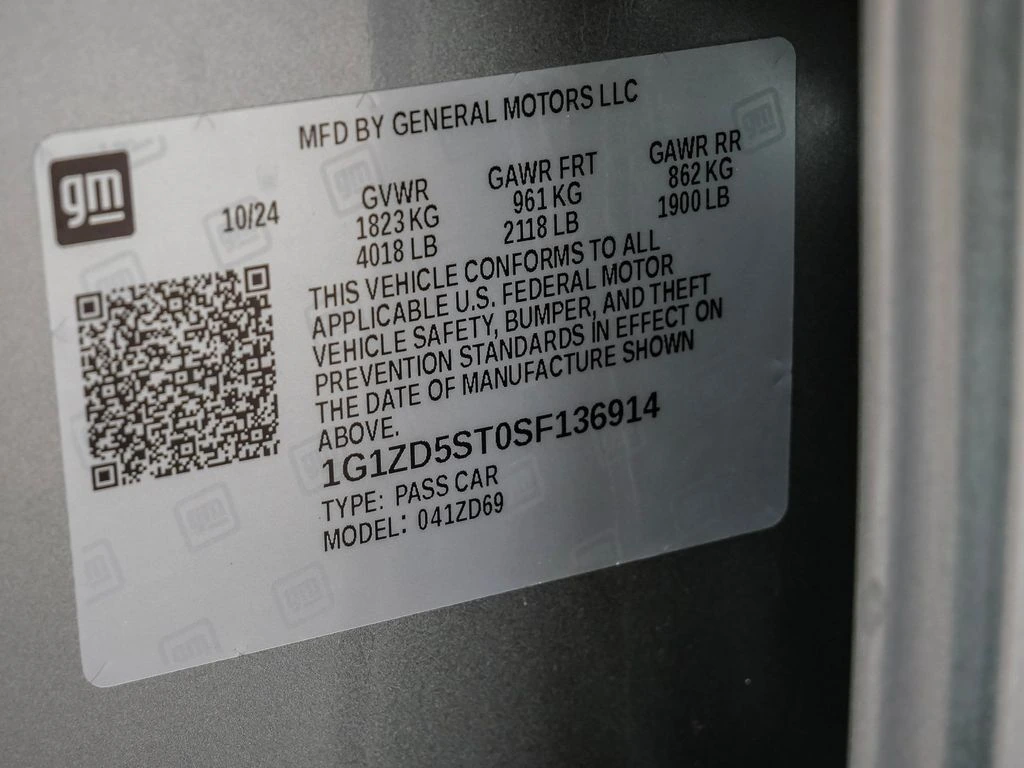 MFD BY GENERAL MOTORS LLC
gm
10/24
GVWR GAWR FRT GAWR RR
1823 KG 961 KG 862 KG
4018 LB 2118 LB 1900 LB
THIS VEHICLE CONFORMS TO ALL
APPLICABLE U.S. FEDERAL MOTOR
VEHICLE SAFETY, BUMPER, AND THEFT
PREVENTION STANDARDS IN EFFECT ON
THE DATE OF MANUFACTURE SHOWN
ABOVE.
1G1ZD5ST0SF136914
TYPE: PASS CAR
MODEL: 041ZD69